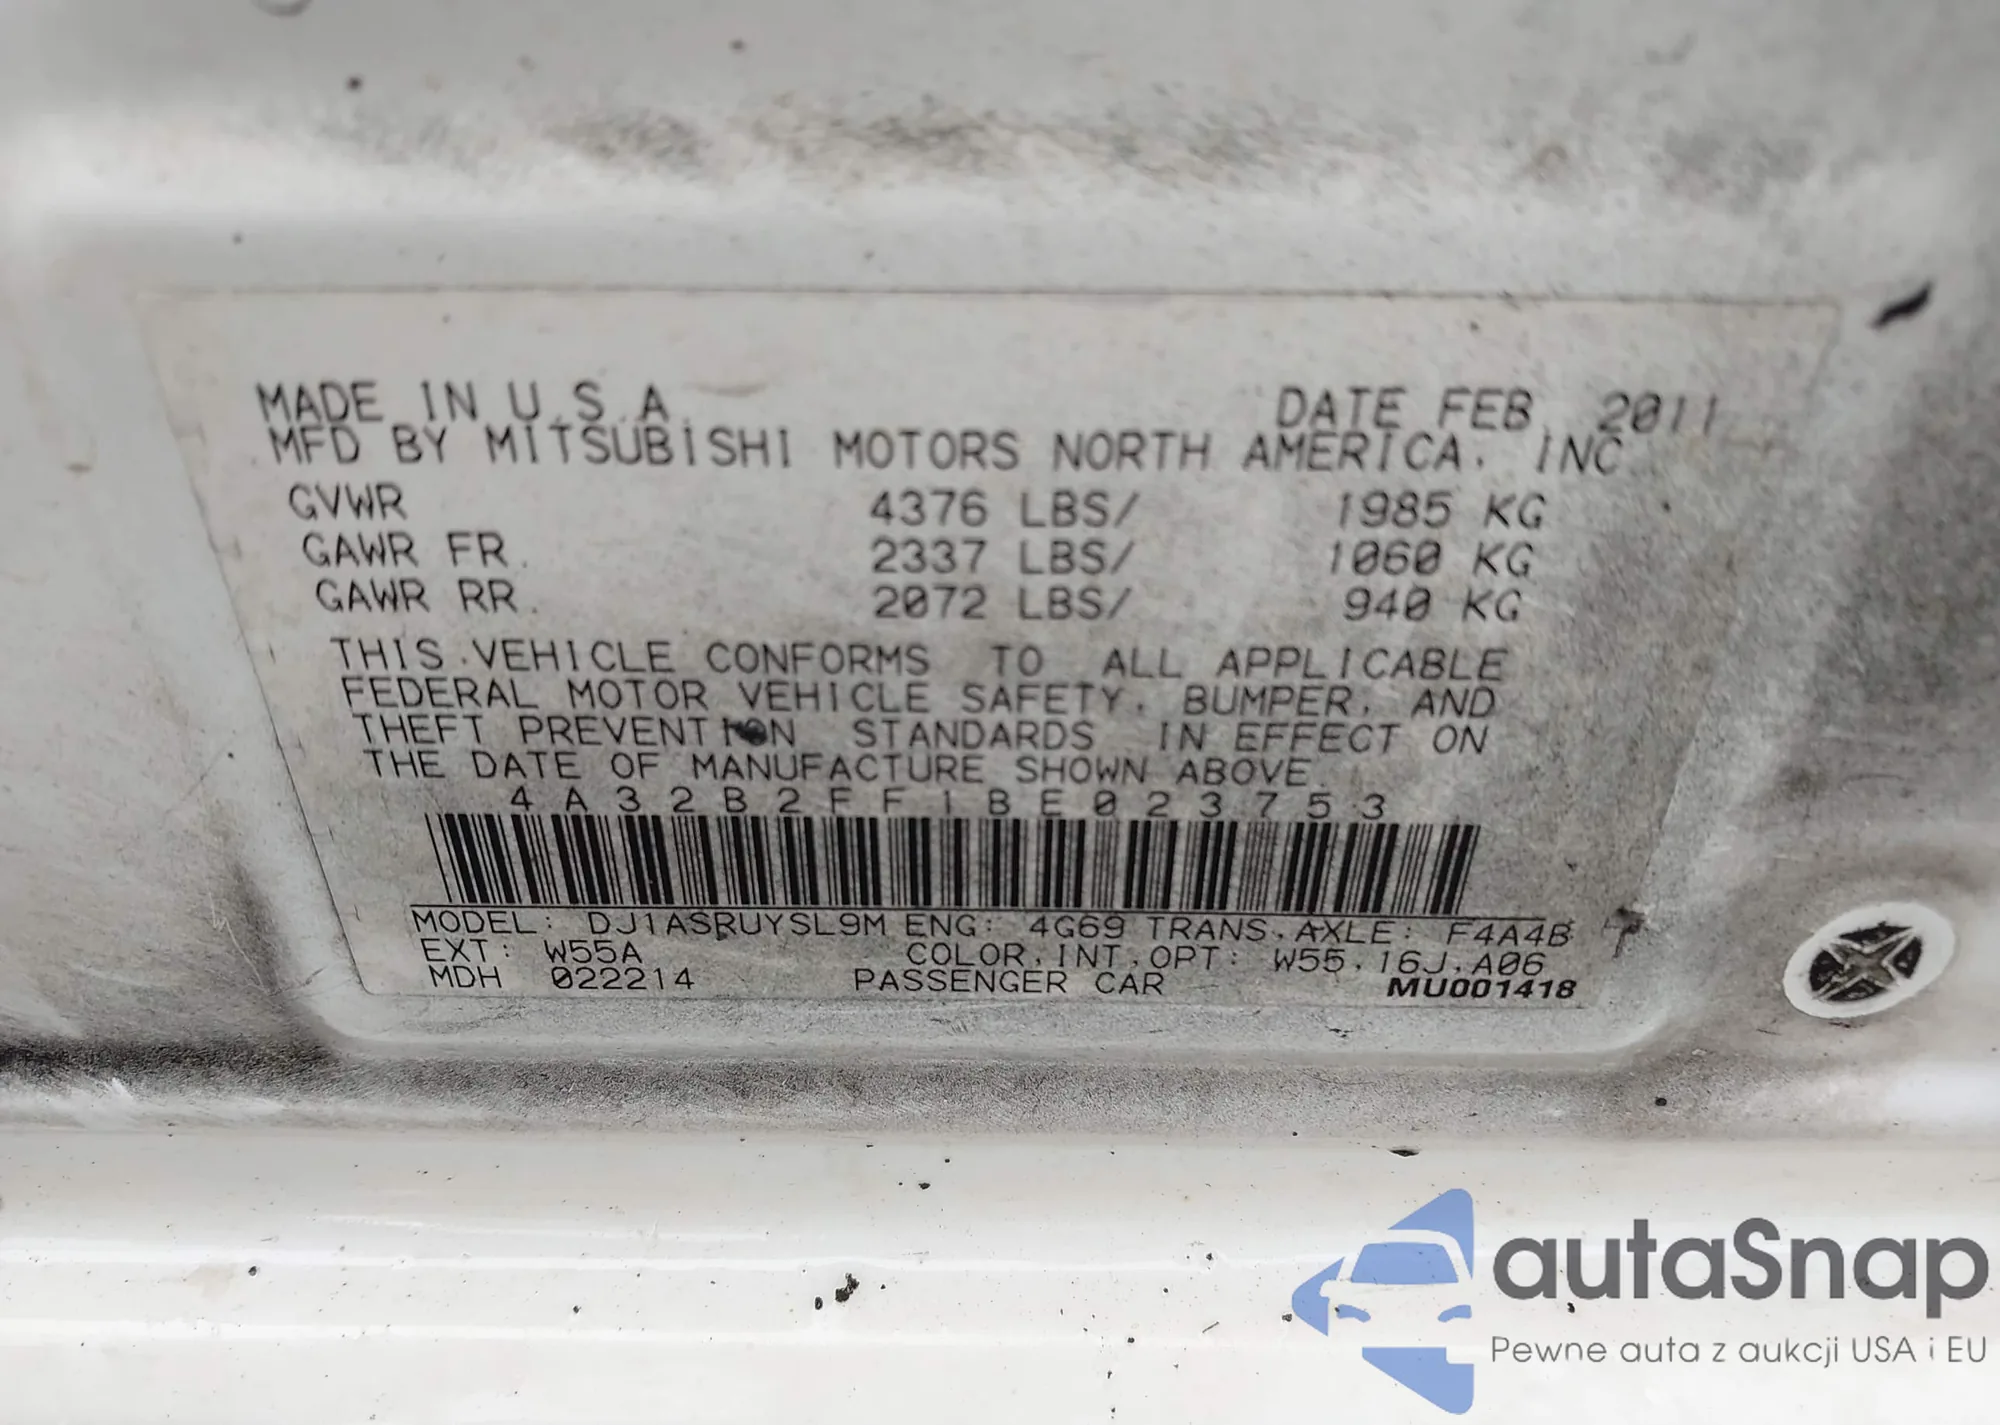 MADE IN U.S.A. DATE FEB. 2011
MFD BY MITSUBISHI MOTORS NORTH AMERICA, INC.
GVWR 4376 LBS/ 1985 KG
GAWR FR. 2337 LBS/ 1060 KG
GAWR RR. 2072 LBS/ 940 KG
THIS VEHICLE CONFORMS TO ALL APPLICABLE
FEDERAL MOTOR VEHICLE SAFETY, BUMPER, AND
THEFT PREVENTION STANDARDS IN EFFECT ON
THE DATE OF MANUFACTURE SHOWN ABOVE.
4A32B2FF1BE023753
MODEL: DJ1ASRUYSL9M ENG: 4G69 TRANS.AXLE: F4A4B
EXT: W55A COLOR,INT,OPT: W55,16J,A06
MDH 022214 PASSENGER CAR MU001418
autaSnap
Pewne auta z aukcji USA i EU